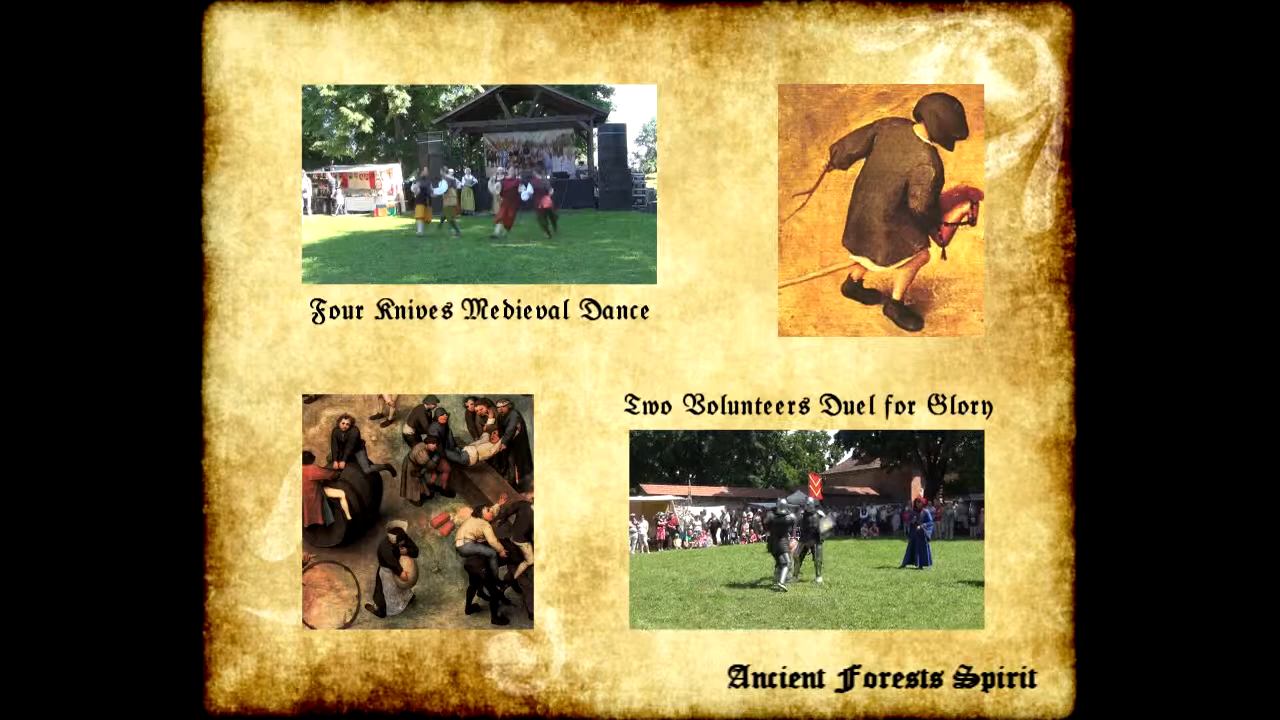 Four Knives Medieval Dance
Two Volunteers Duel for Glory
Ancient Forests Spirit